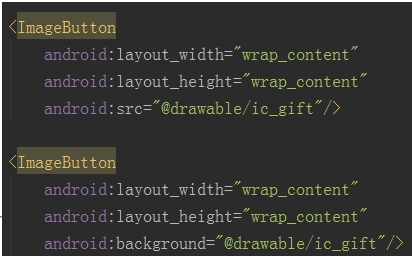 <ImageButton
android:layout_width="wrap_content"
android:layout_height="wrap_content"
android:src="@drawable/ic_gift"/>
<ImageButton
android:layout_width="wrap_content"
android:layout_height="wrap_content"
android:background="@drawable/ic_gift"/>